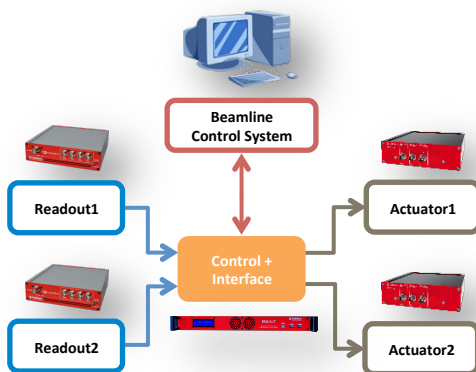 Beamline
Control System
Readout1
Actuator1
Control +
Interface
Readout2
Actuator2